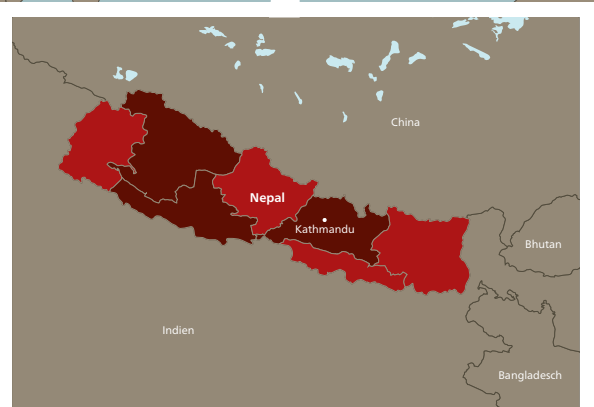 China
Nepal
Kathmandu
Bhutan
Indien
Bangladesch